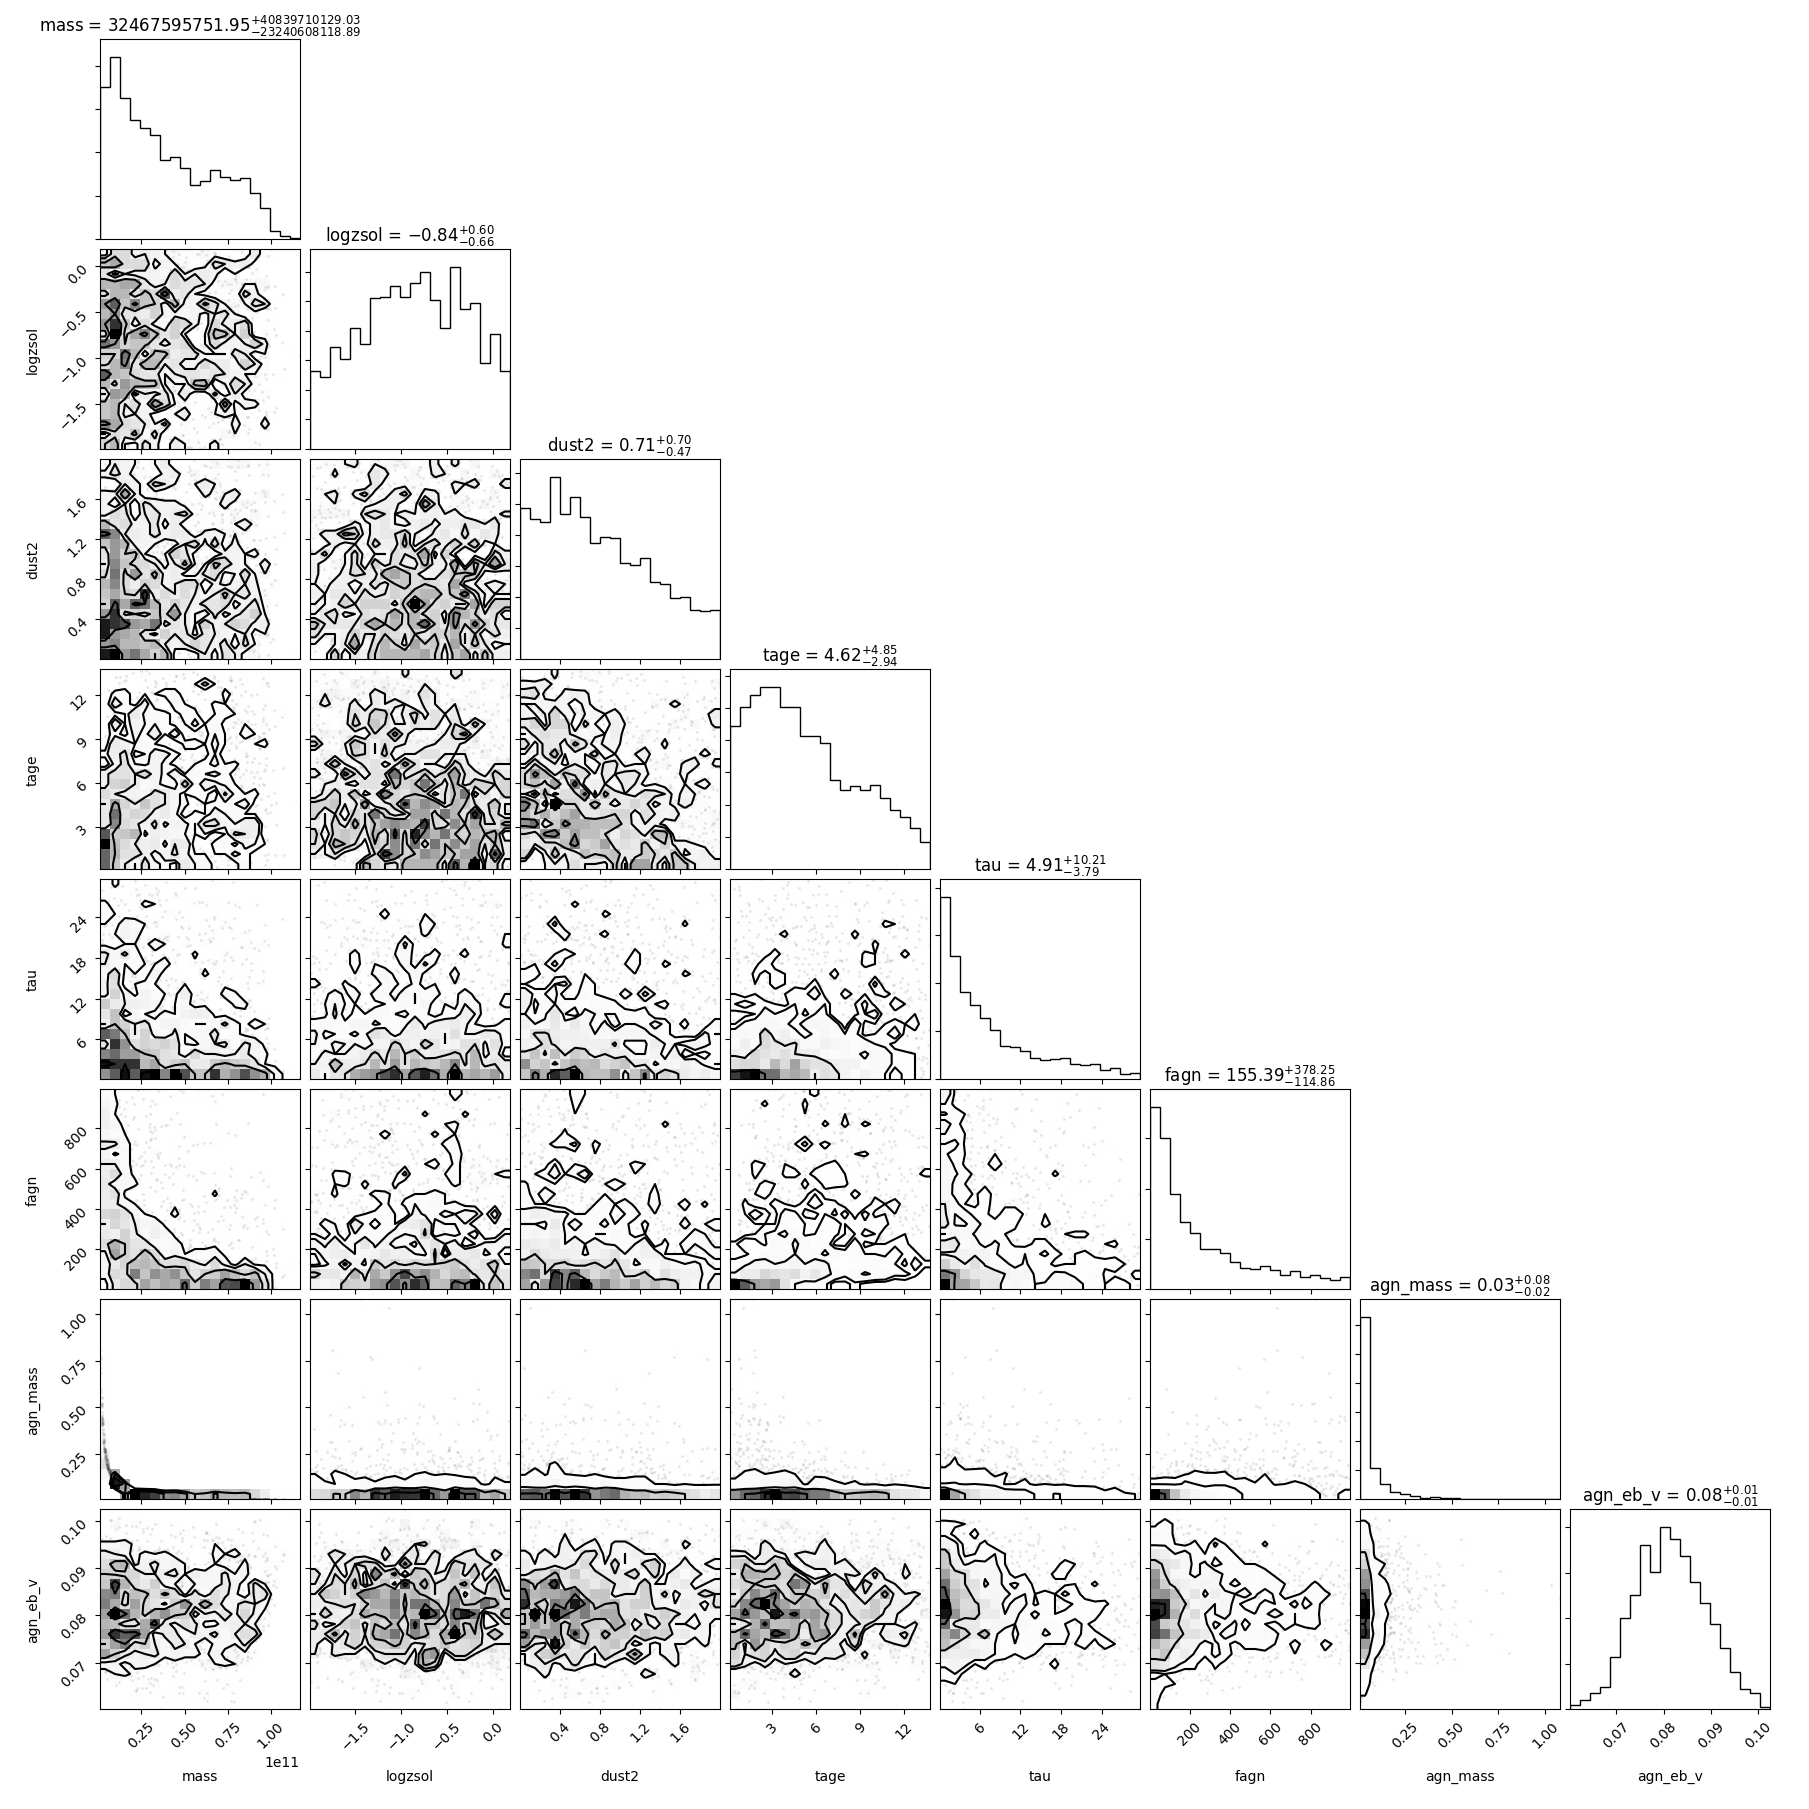 mass = 32467595751.95 +40839710129.03 −23240608118.89
logzsol = −0.84 +0.60 −0.66
0.0
−0.5
−1.0
−1.5
logzsol
dust2 = 0.71 +0.70 −0.47
1.6
1.2
0.8
0.4
dust2
tage = 4.62 +4.85 −2.94
12
9
6
3
tage
tau = 4.91 +10.21 −3.79
24
18
12
6
tau
fagn = 155.39 +378.25 −114.86
800
600
400
200
fagn
agn_mass = 0.03 +0.08 −0.02
1.00
0.75
0.50
0.25
agn_mass
agn_eb_v = 0.08 +0.01 −0.01
0.10
0.09
0.08
0.07
agn_eb_v
0.25 0.50 0.75 1.00 −1.5 −1.0 −0.5 0.0 0.4 0.8 1.2 1.6 3 6 9 12 6 12 18 24 200 400 600 800 0.25 0.50 0.75 1.00 0.07 0.08 0.09 0.10
1e11
mass logzsol dust2 tage tau fagn agn_mass agn_eb_v